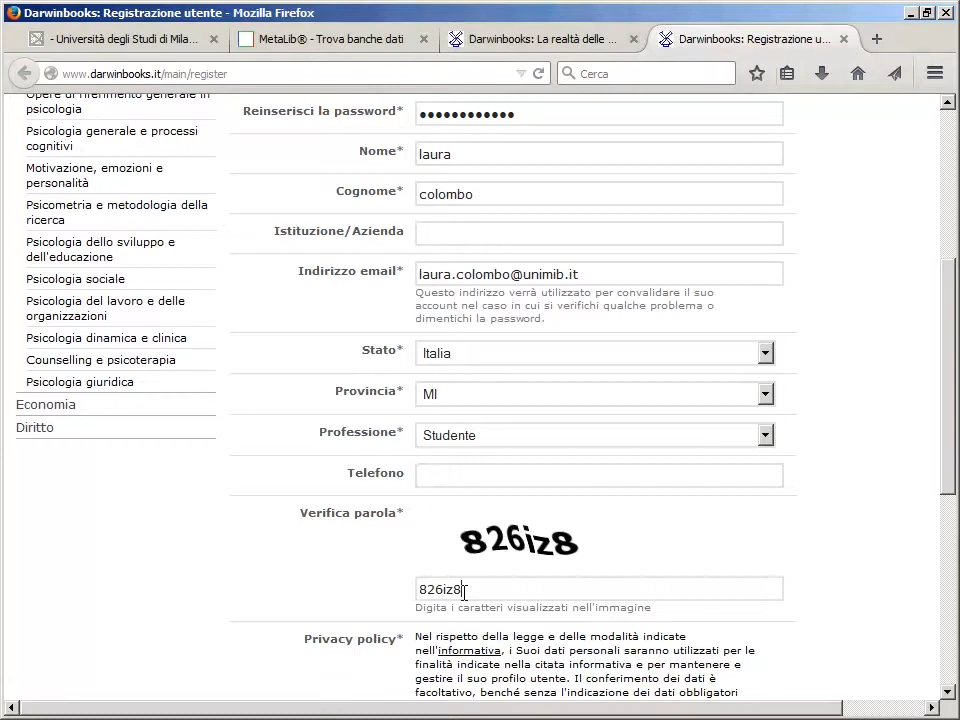 Darwinbooks: Registrazione utente - Mozilla Firefox
- Università degli Studi di Mila...
MetaLib® - Trova banche dati
Darwinbooks: La realtà delle ...
Darwinbooks: Registrazione u...
www.darwinbooks.it/main/register
Cerca
Opere di riferimento generale in
psicologia
Psicologia generale e processi
cognitivi
Motivazione, emozioni e
personalità
Psicometria e metodologia della
ricerca
Psicologia dello sviluppo e
dell'educazione
Psicologia sociale
Psicologia del lavoro e delle
organizzazioni
Psicologia dinamica e clinica
Counselling e psicoterapia
Psicologia giuridica
Economia
Diritto
Reinserisci la password* ●●●●●●●●●●●●
Nome* laura
Cognome* colombo
Istituzione/Azienda
Indirizzo email* laura.colombo@unimib.it
Questo indirizzo verrà utilizzato per convalidare il suo
account nel caso in cui si verifichi qualche problema o
dimentichi la password.
Stato* Italia
Provincia* MI
Professione* Studente
Telefono
Verifica parola*
826iz8
826iz8
Digita i caratteri visualizzati nell'immagine
Privacy policy* Nel rispetto della legge e delle modalità indicate
nell'informativa, i Suoi dati personali saranno utilizzati per le
finalità indicate nella citata informativa e per mantenere e
gestire il suo profilo utente. Il conferimento dei dati è
facoltativo, benché senza l'indicazione dei dati obbligatori